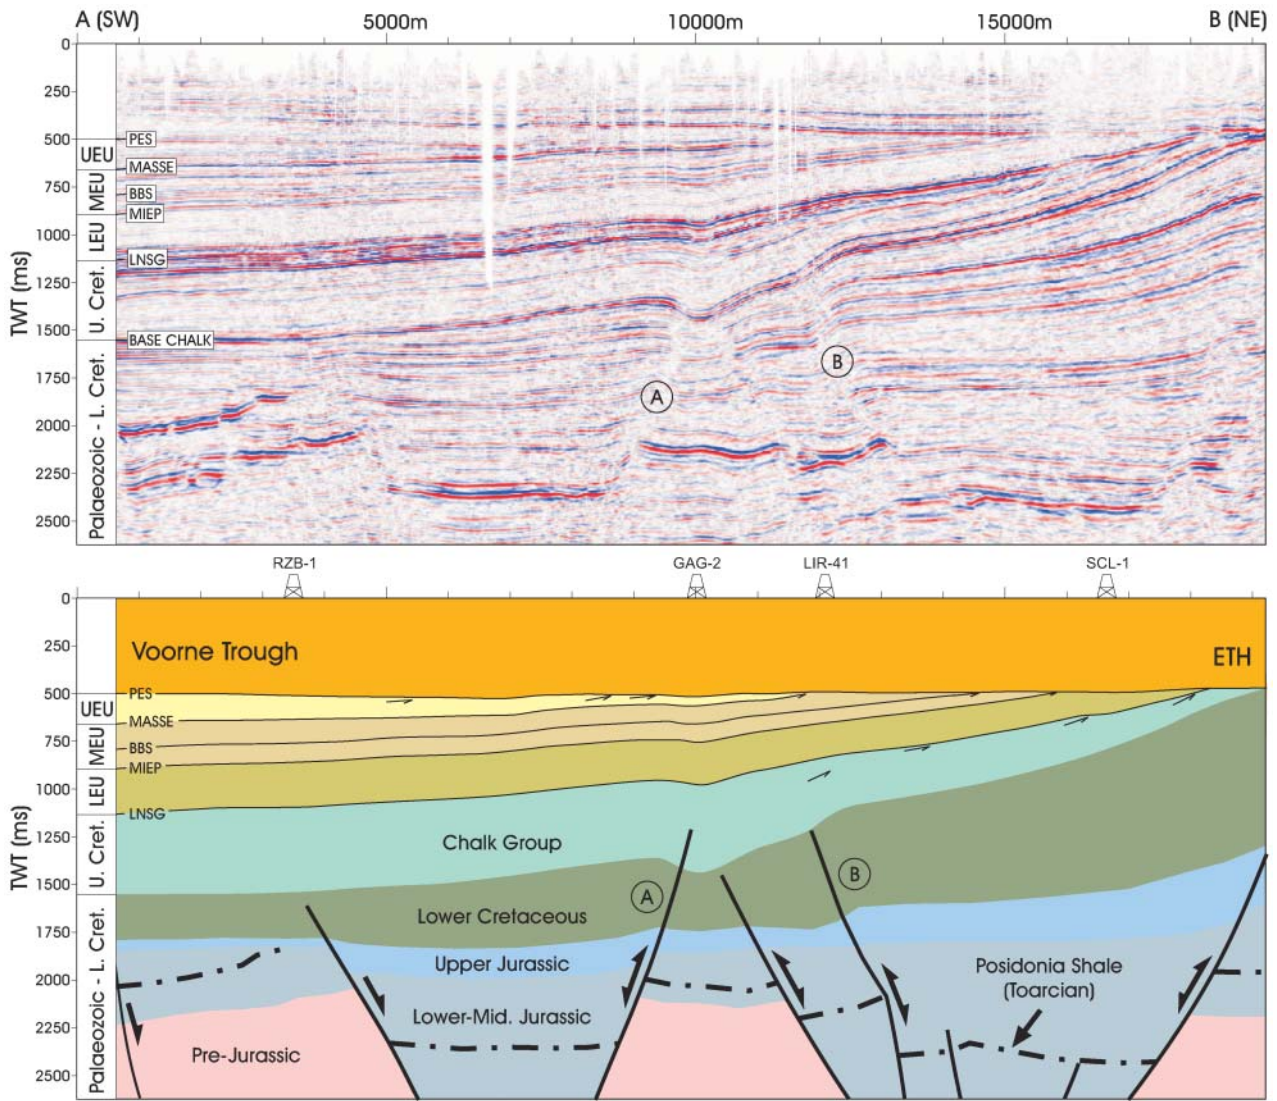 A (SW) 5000m 10000m 15000m B (NE)
0
250
500
750
1000
1250
1500
1750
2000
2250
2500
TWT (ms)
UEU
MEU
LEU
U. Cret.
Palaeozoic - L. Cret.
PES
MASSE
BBS
MIEP
LNSG
BASE CHALK
A
B
RZB-1 GAG-2 LIR-41 SCL-1
0
250
500
750
1000
1250
1500
1750
2000
2250
2500
TWT (ms)
UEU
MEU
LEU
U. Cret.
Palaeozoic - L. Cret.
Voorne Trough
ETH
PES
MASSE
BBS
MIEP
LNSG
Chalk Group
A
B
Lower Cretaceous
Upper Jurassic
Posidonia Shale
(Toarcian)
Lower-Mid. Jurassic
Pre-Jurassic